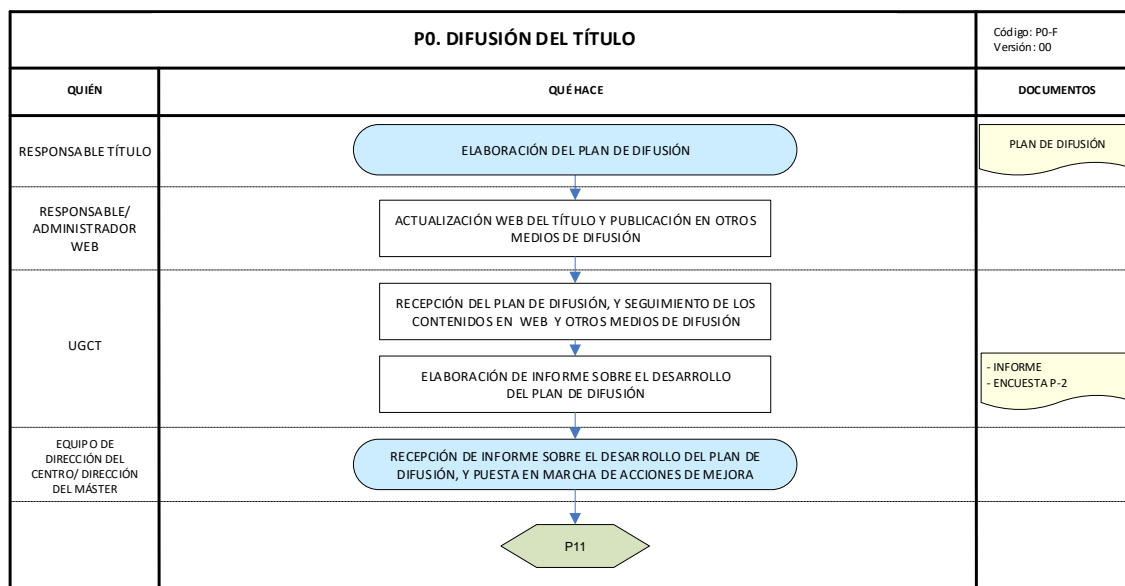 P0. DIFUSIÓN DEL TÍTULO
Código: P0-F
Versión: 00
QUIÉN
QUÉ HACE
DOCUMENTOS
RESPONSABLE TÍTULO
ELABORACIÓN DEL PLAN DE DIFUSIÓN
PLAN DE DIFUSIÓN
RESPONSABLE/
ADMINISTRADOR
WEB
ACTUALIZACIÓN WEB DEL TÍTULO Y PUBLICACIÓN EN OTROS
MEDIOS DE DIFUSIÓN
UGCT
RECEPCIÓN DEL PLAN DE DIFUSIÓN, Y SEGUIMIENTO DE LOS
CONTENIDOS EN WEB Y OTROS MEDIOS DE DIFUSIÓN
ELABORACIÓN DE INFORME SOBRE EL DESARROLLO
DEL PLAN DE DIFUSIÓN
- INFORME
- ENCUESTA P-2
EQUIPO DE
DIRECCIÓN DEL
CENTRO/ DIRECCIÓN
DEL MÁSTER
RECEPCIÓN DE INFORME SOBRE EL DESARROLLO DEL PLAN DE
DIFUSIÓN, Y PUESTA EN MARCHA DE ACCIONES DE MEJORA
P11